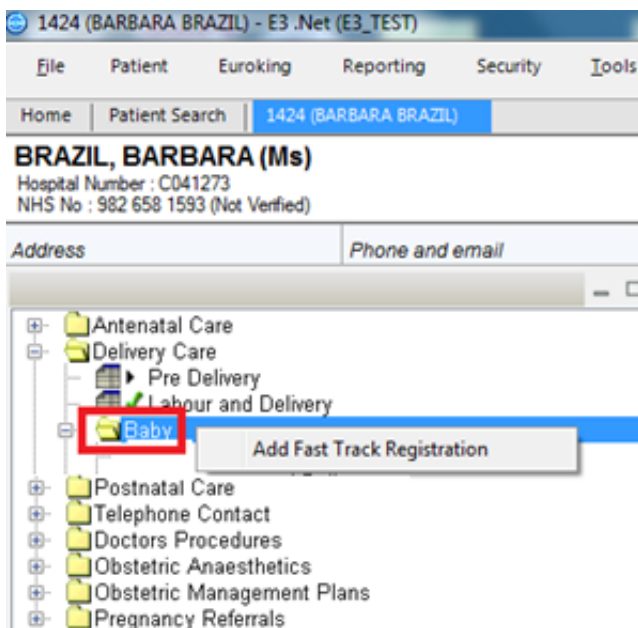 1424 (BARBARA BRAZIL) - E3 .Net (E3_TEST)
File Patient Euroking Reporting Security Tools
Home Patient Search 1424 (BARBARA BRAZIL)
BRAZIL, BARBARA (Ms)
Hospital Number : C041273
NHS No : 982 658 1593 (Not Verified)
Address Phone and email
Antenatal Care
Delivery Care
Pre Delivery
Labour and Delivery
Baby
Add Fast Track Registration
Postnatal Care
Telephone Contact
Doctors Procedures
Obstetric Anaesthetics
Obstetric Management Plans
Pregnancy Referrals